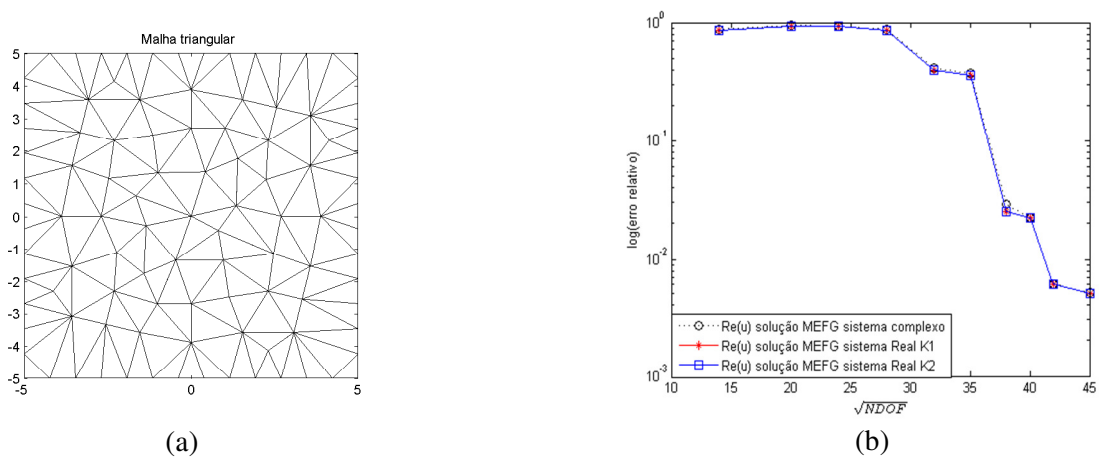 Malha triangular
5
4
3
2
1
0
-1
-2
-3
-4
-5
-5 0 5
(a)
10^0
10^-1
10^-2
10^-3
log(erro relativo)
Re(u) solução MEFG sistema complexo
Re(u) solução MEFG sistema Real K1
Re(u) solução MEFG sistema Real K2
10 15 20 25 30 35 40 45
√NDOF
(b)